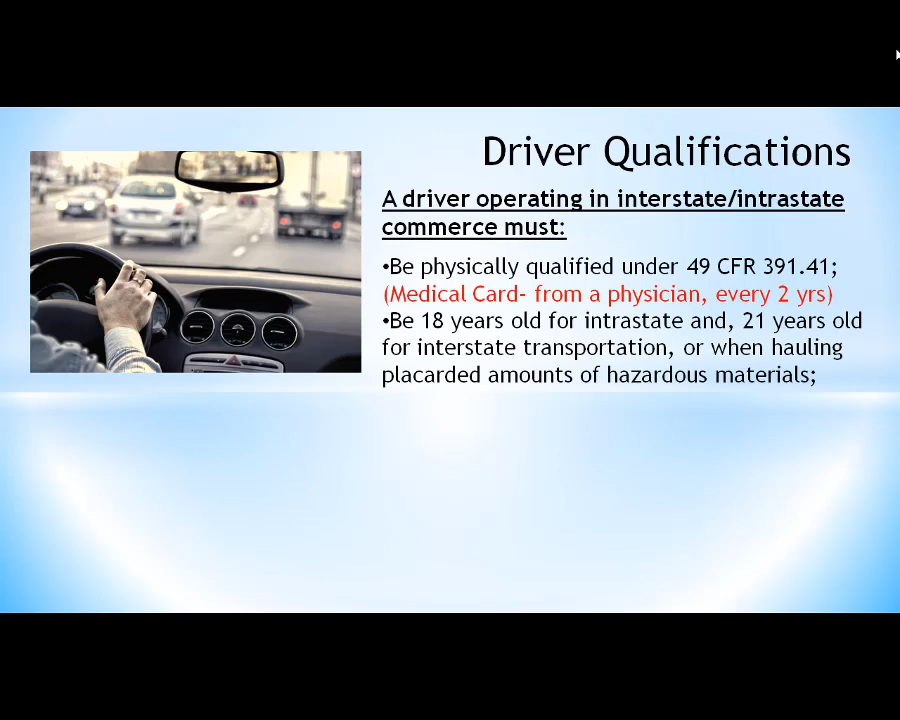 Driver Qualifications
A driver operating in interstate/intrastate
commerce must:
•Be physically qualified under 49 CFR 391.41;
(Medical Card- from a physician, every 2 yrs)
•Be 18 years old for intrastate and, 21 years old
for interstate transportation, or when hauling
placarded amounts of hazardous materials;